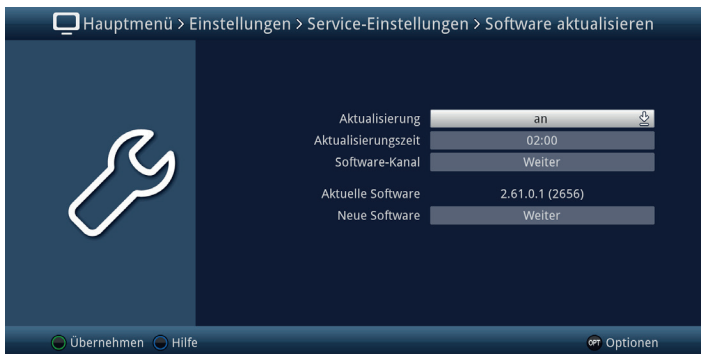 Hauptmenü > Einstellungen > Service-Einstellungen > Software aktualisieren
Aktualisierung an
Aktualisierungszeit 02:00
Software-Kanal Weiter
Aktuelle Software 2.61.0.1 (2656)
Neue Software Weiter
Übernehmen Hilfe OPT Optionen